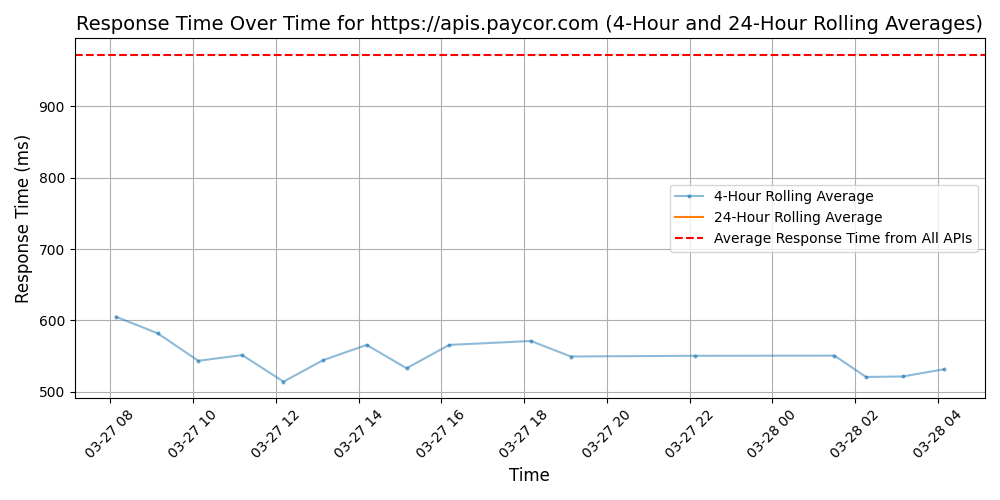 Response Time Over Time for https://apis.paycor.com (4-Hour and 24-Hour Rolling Averages)
Response Time (ms)
900
800
700
600
500
4-Hour Rolling Average
24-Hour Rolling Average
Average Response Time from All APIs
03-27 08
03-27 10
03-27 12
03-27 14
03-27 16
03-27 18
03-27 20
03-27 22
03-28 00
03-28 02
03-28 04
Time